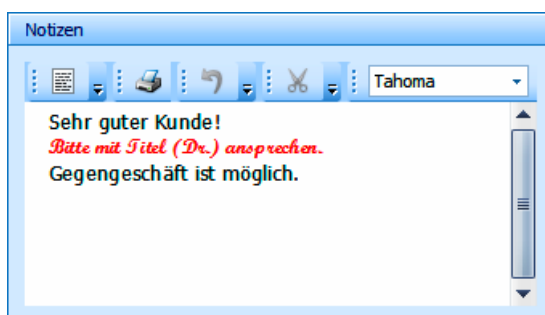 Notizen
Tahoma
Sehr guter Kunde!
Bitte mit Titel (Dr.) ansprechen.
Gegengeschäft ist möglich.